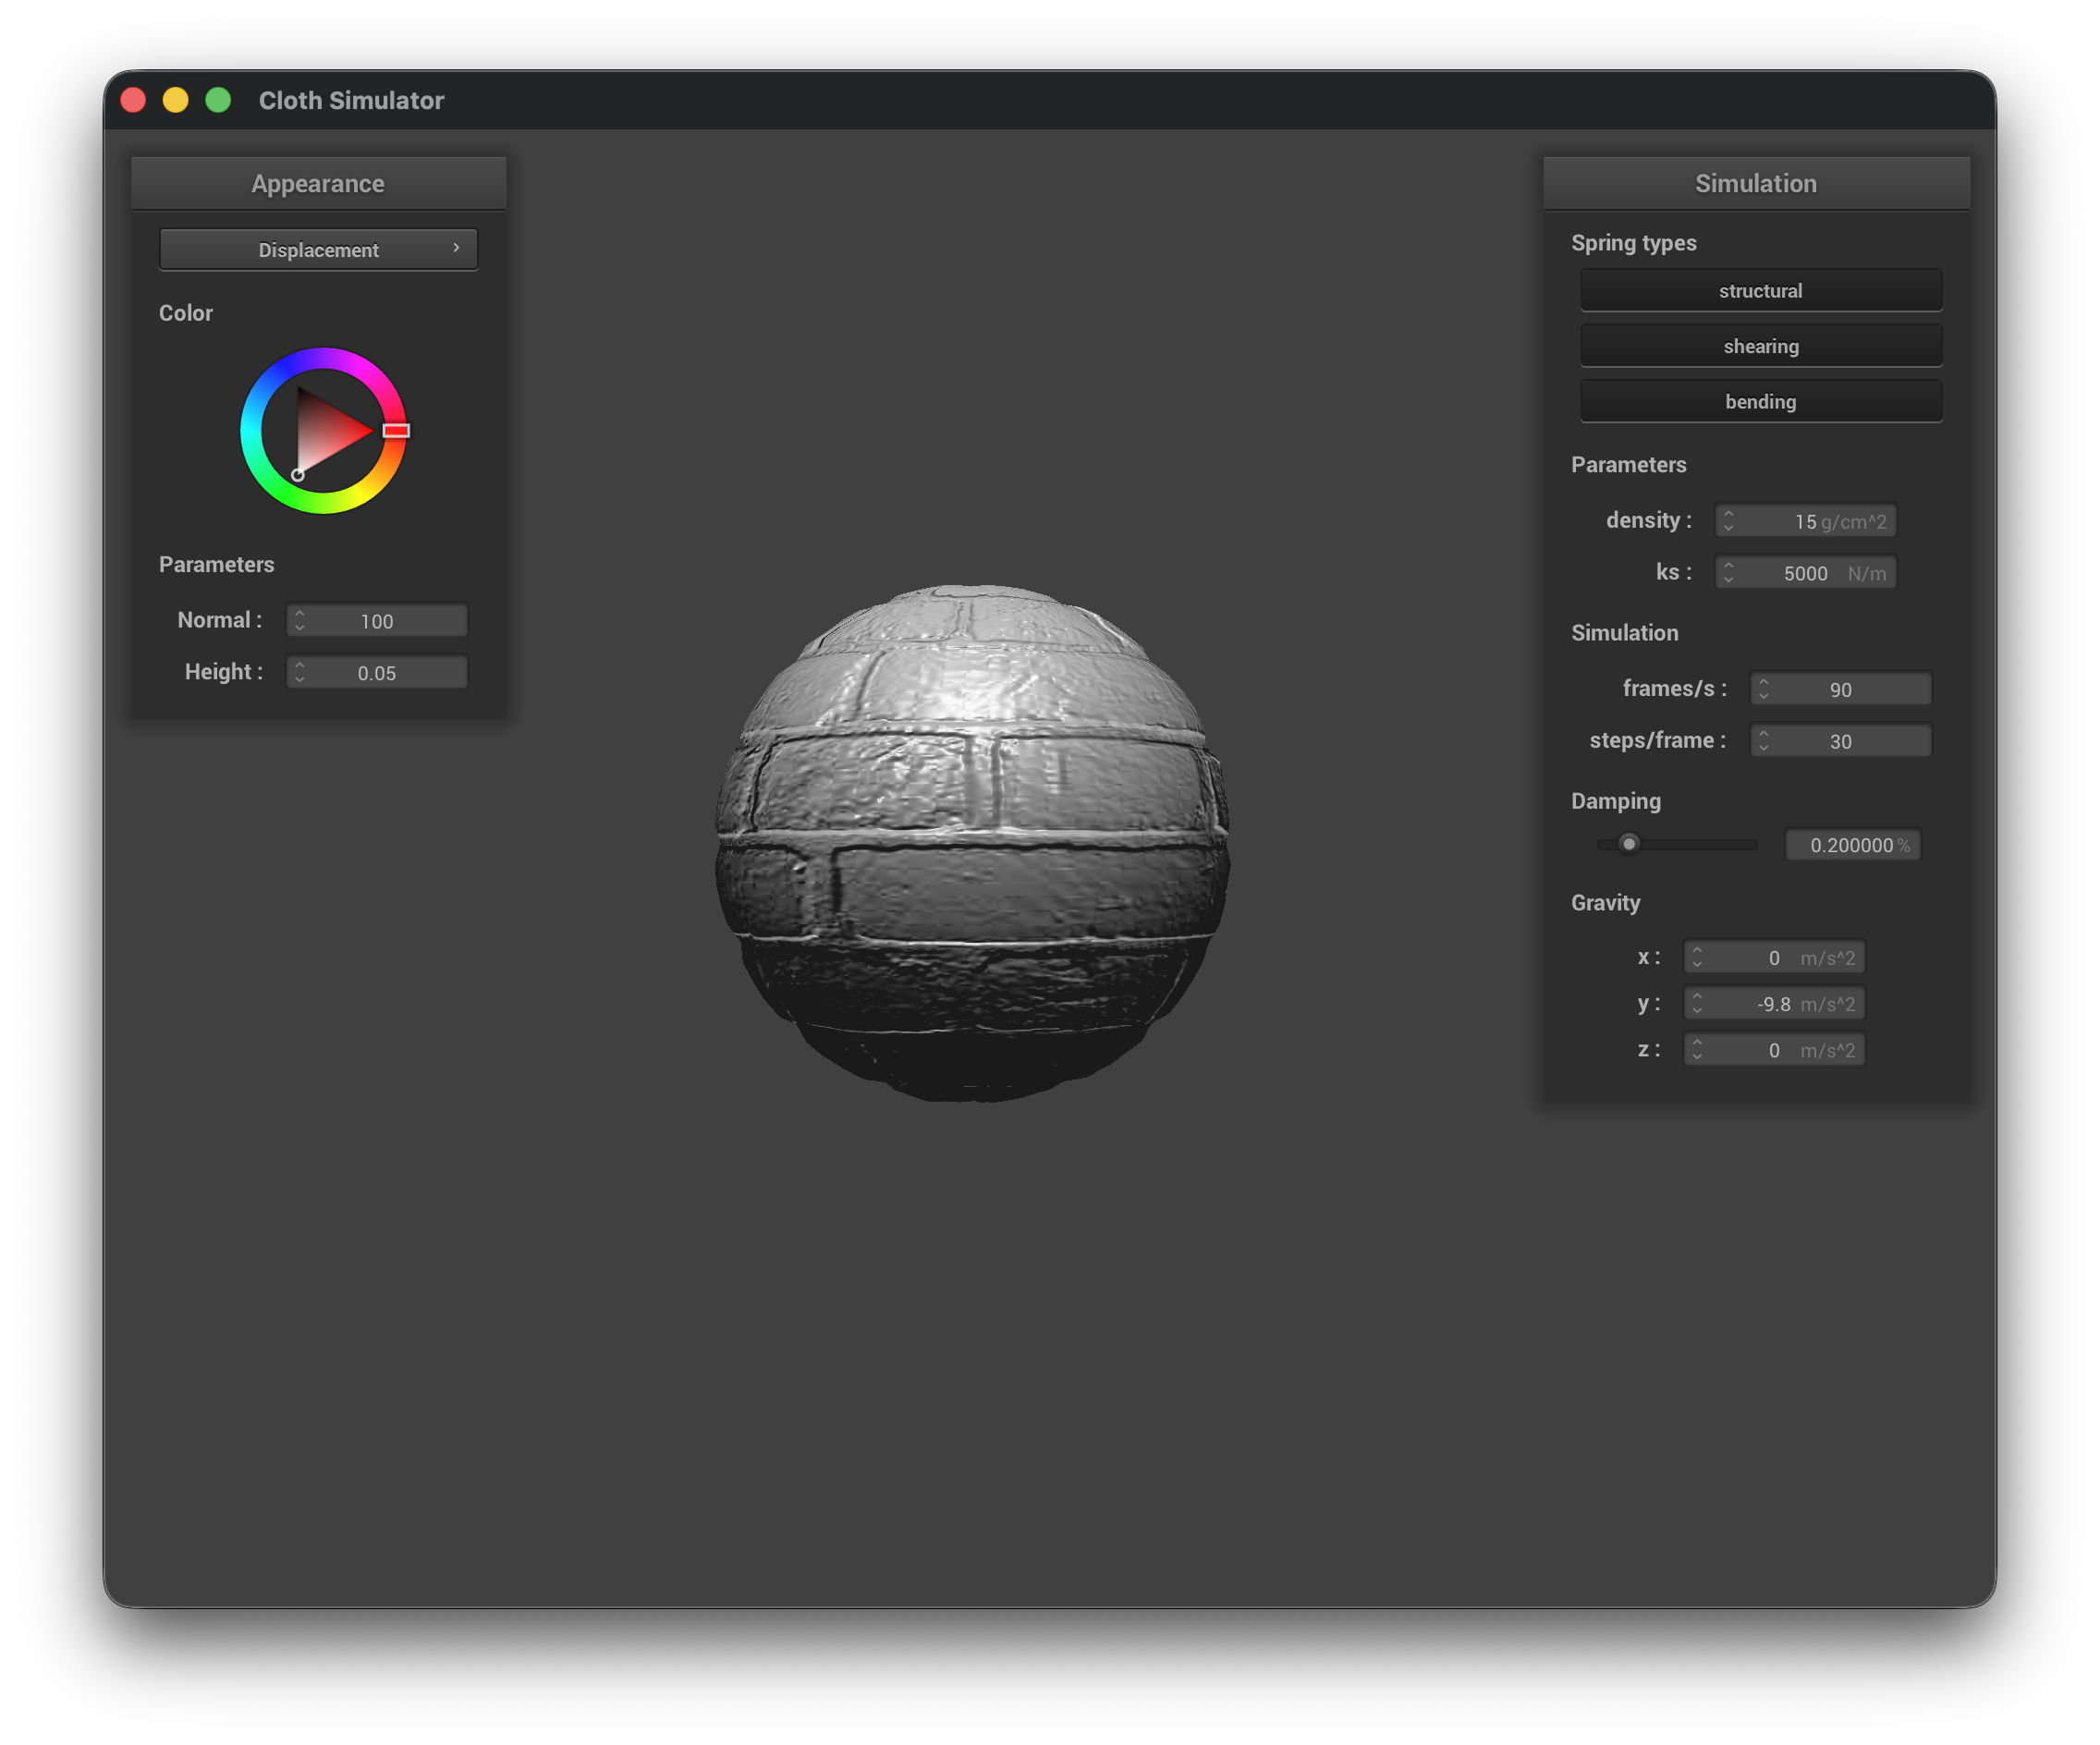 Cloth Simulator
Appearance
Displacement
Color
Parameters
Normal : 100
Height : 0.05
Simulation
Spring types
structural
shearing
bending
Parameters
density : 15 g/cm^2
ks : 5000 N/m
Simulation
frames/s : 90
steps/frame : 30
Damping
0.200000 %
Gravity
x : 0 m/s^2
y : -9.8 m/s^2
z : 0 m/s^2